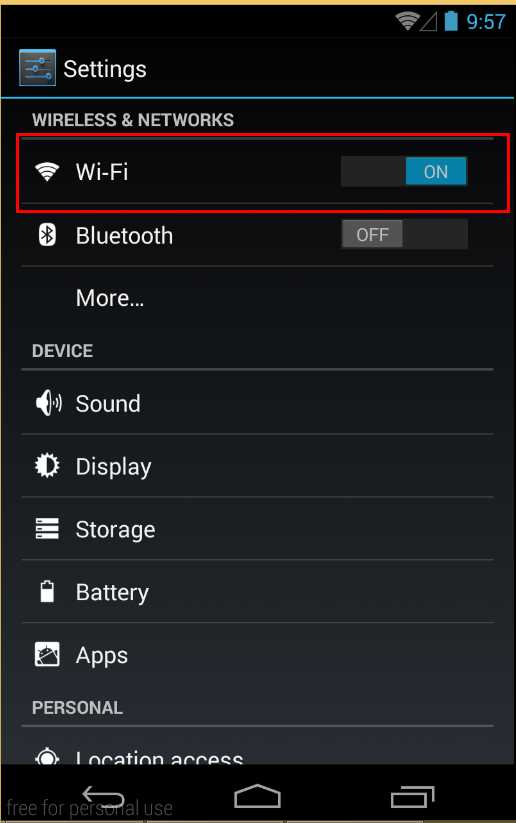 9:57
Settings
WIRELESS & NETWORKS
Wi-Fi ON
Bluetooth OFF
More...
DEVICE
Sound
Display
Storage
Battery
Apps
PERSONAL
Location access
free for personal use